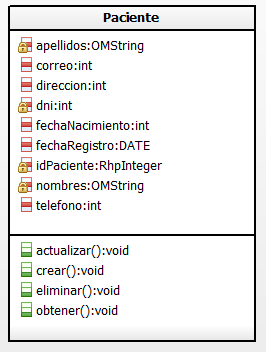 Paciente
apellidos:OMString
correo:int
direccion:int
dni:int
fechaNacimiento:int
fechaRegistro:DATE
idPaciente:RhpInteger
nombres:OMString
telefono:int
actualizar():void
crear():void
eliminar():void
obtener():void